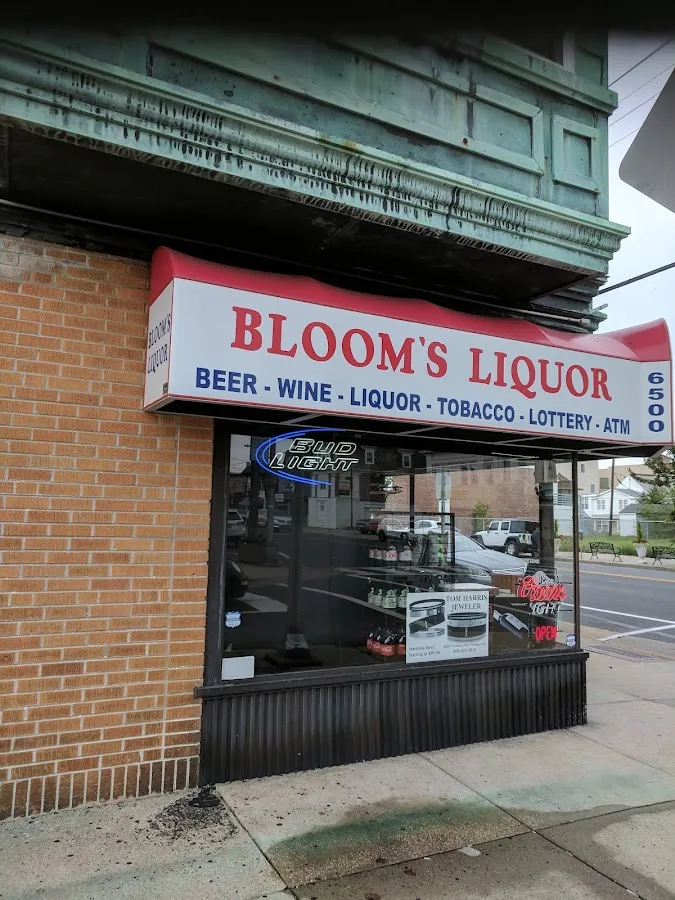 BLOOM'S
LIQUOR
BLOOM'S LIQUOR
BEER - WINE - LIQUOR - TOBACCO - LOTTERY - ATM
6500
BUD
LIGHT
TOM HARRIS
JEWELER
Coors
LIGHT
OPEN